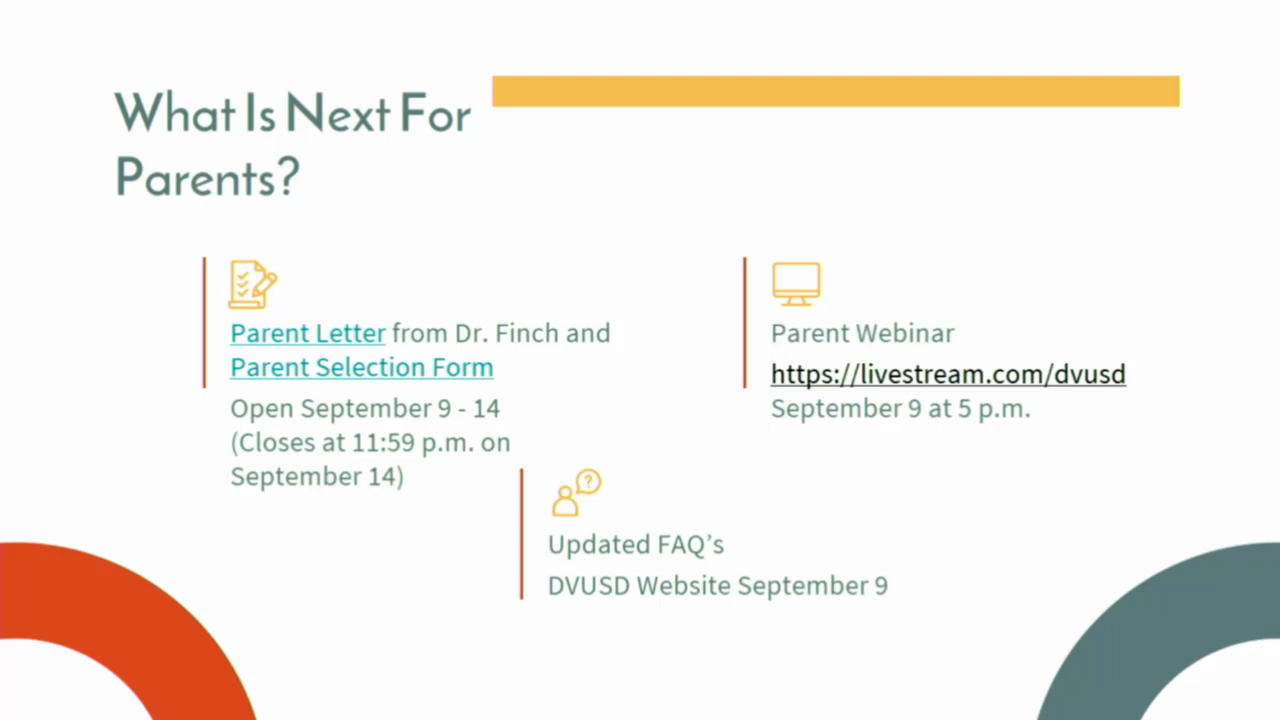 What Is Next For
Parents?
Parent Letter from Dr. Finch and
Parent Selection Form
Open September 9 - 14
(Closes at 11:59 p.m. on
September 14)
Parent Webinar
https://livestream.com/dvusd
September 9 at 5 p.m.
?
Updated FAQ’s
DVUSD Website September 9